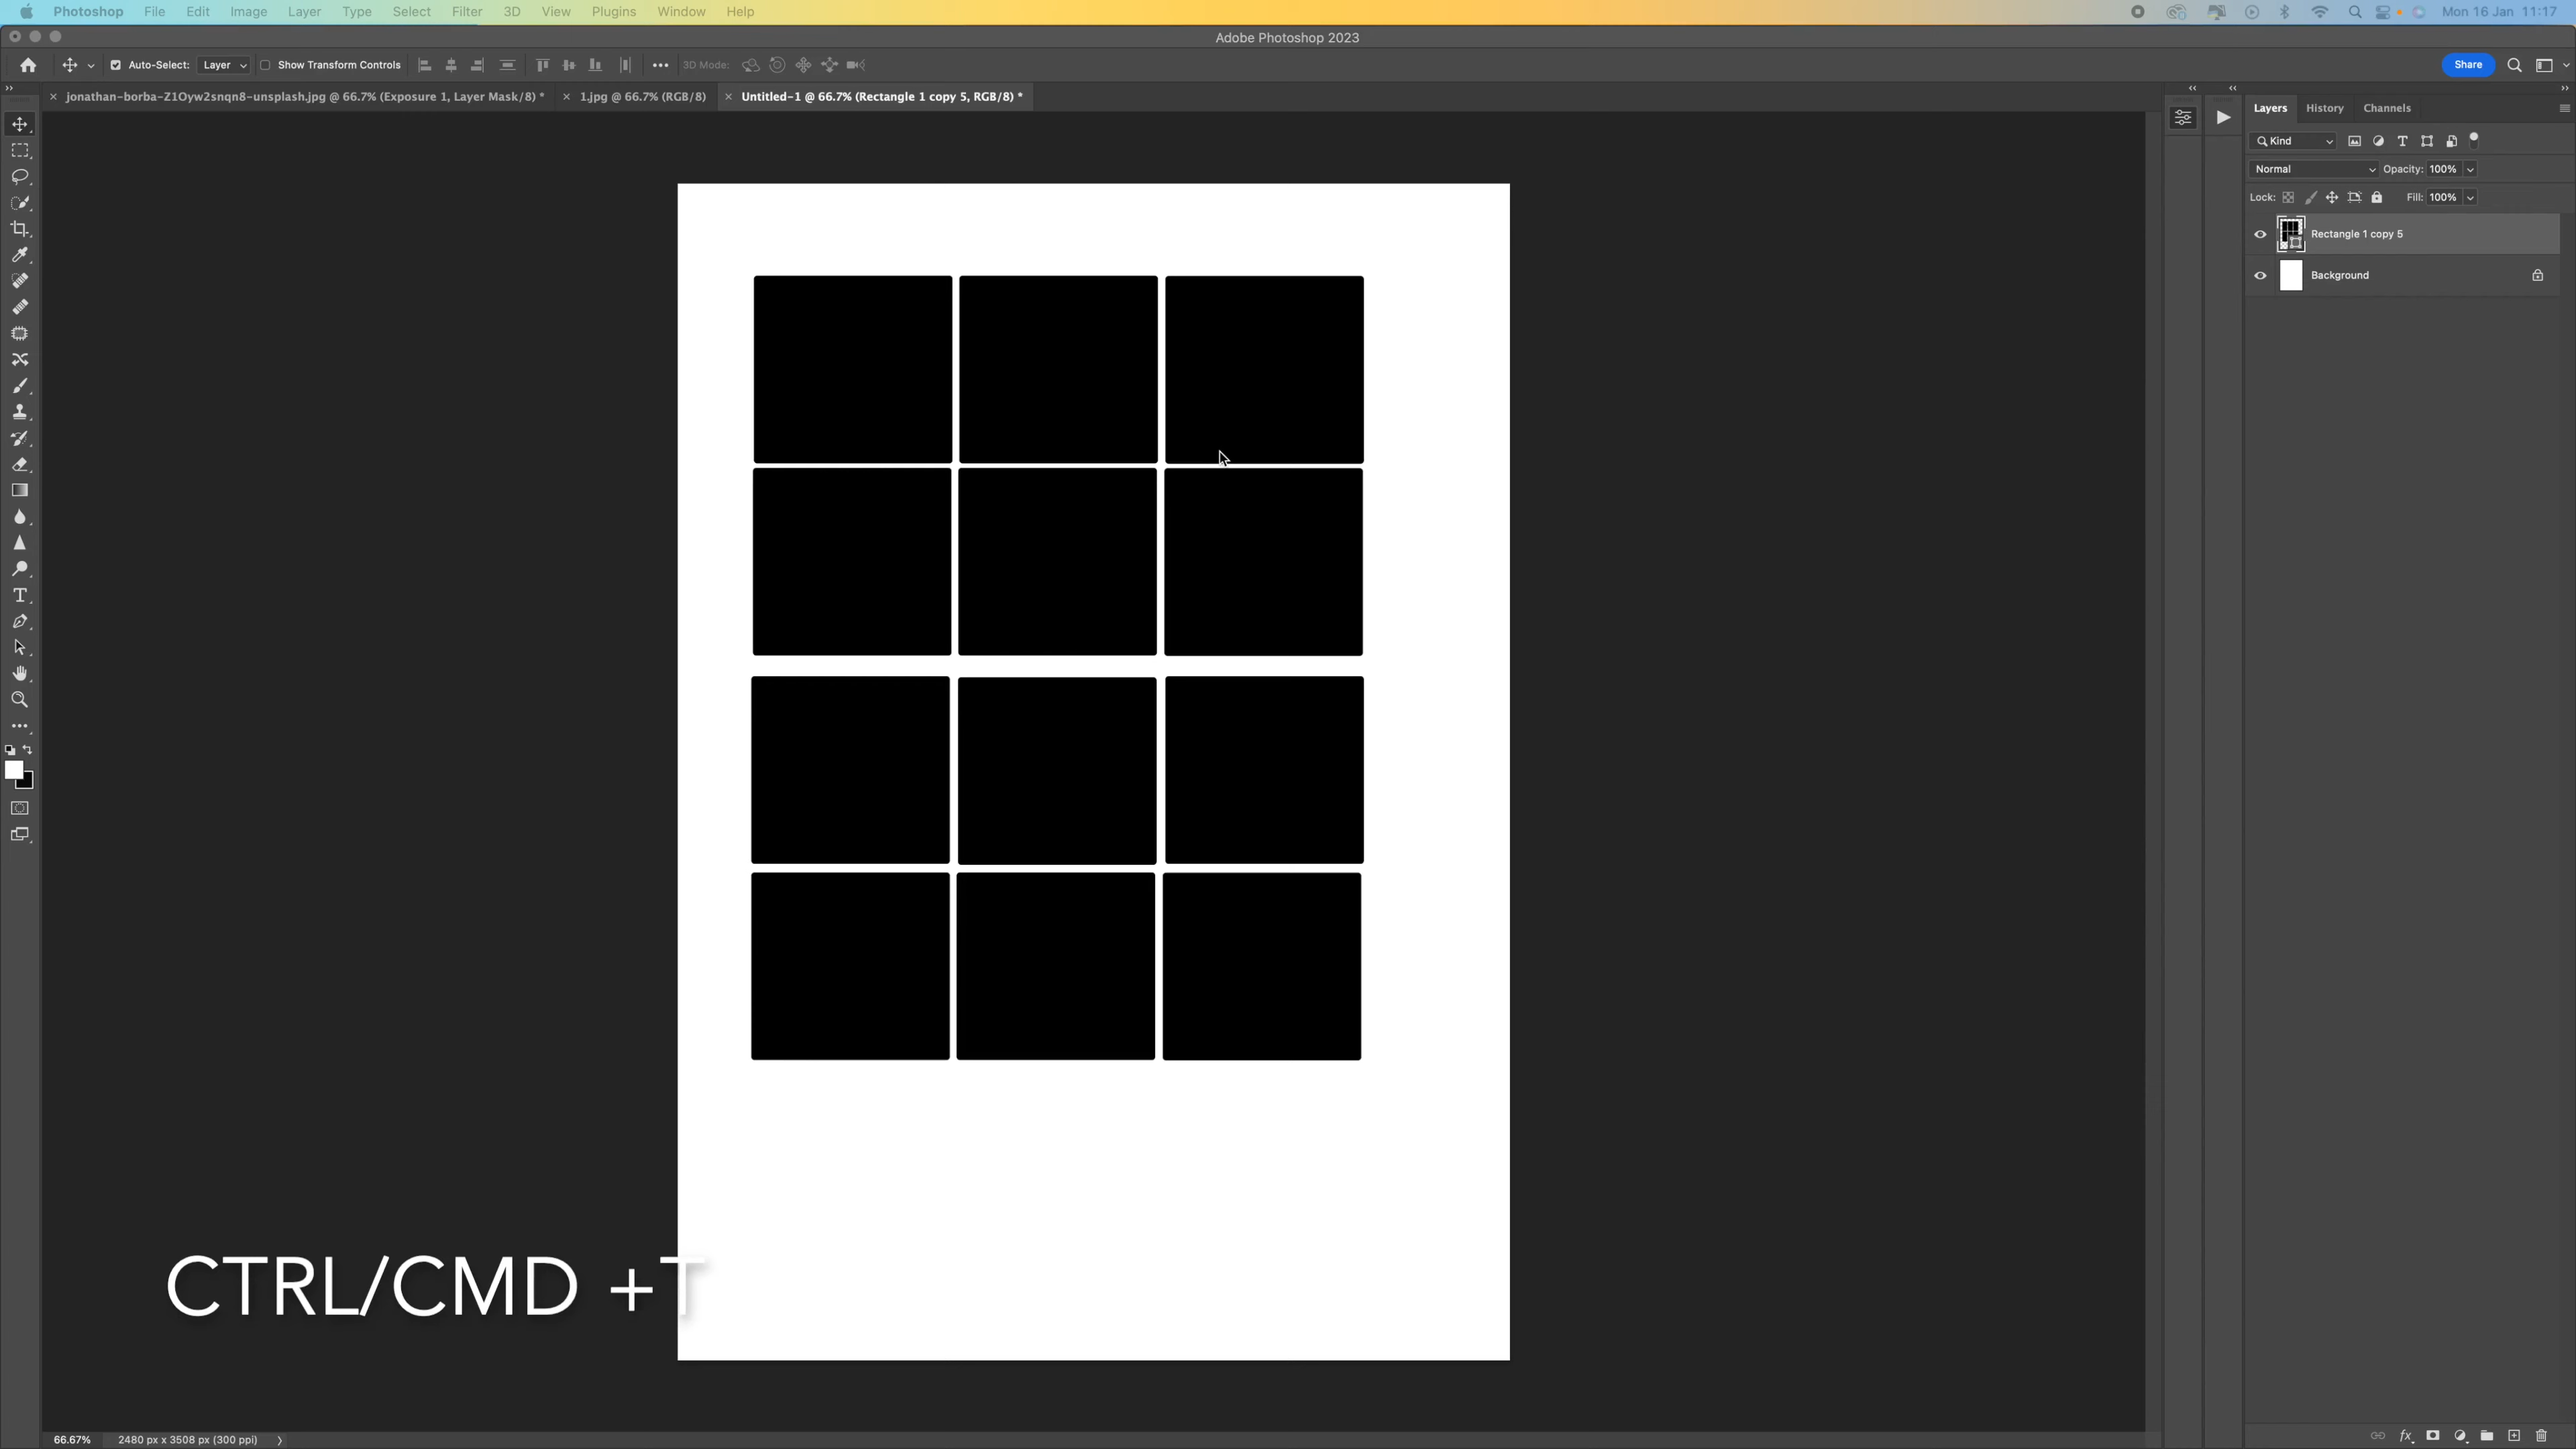 Photoshop File Edit Image Layer Type Select Filter 3D View Plugins Window Help Mon 16 Jan 11:17
Adobe Photoshop 2023
Auto-Select: Layer Show Transform Controls 3D Mode: Share
jonathan-borba-Z1Oyw2snqn8-unsplash.jpg @ 66.7% (Exposure 1, Layer Mask/8) * 1.jpg @ 66.7% (RGB/8) Untitled-1 @ 66.7% (Rectangle 1 copy 5, RGB/8) *
Layers History Channels
Kind
Normal Opacity: 100%
Lock: Fill: 100%
Rectangle 1 copy 5
Background
CTRL/CMD +T
66.67% 2480 px x 3508 px (300 ppi)